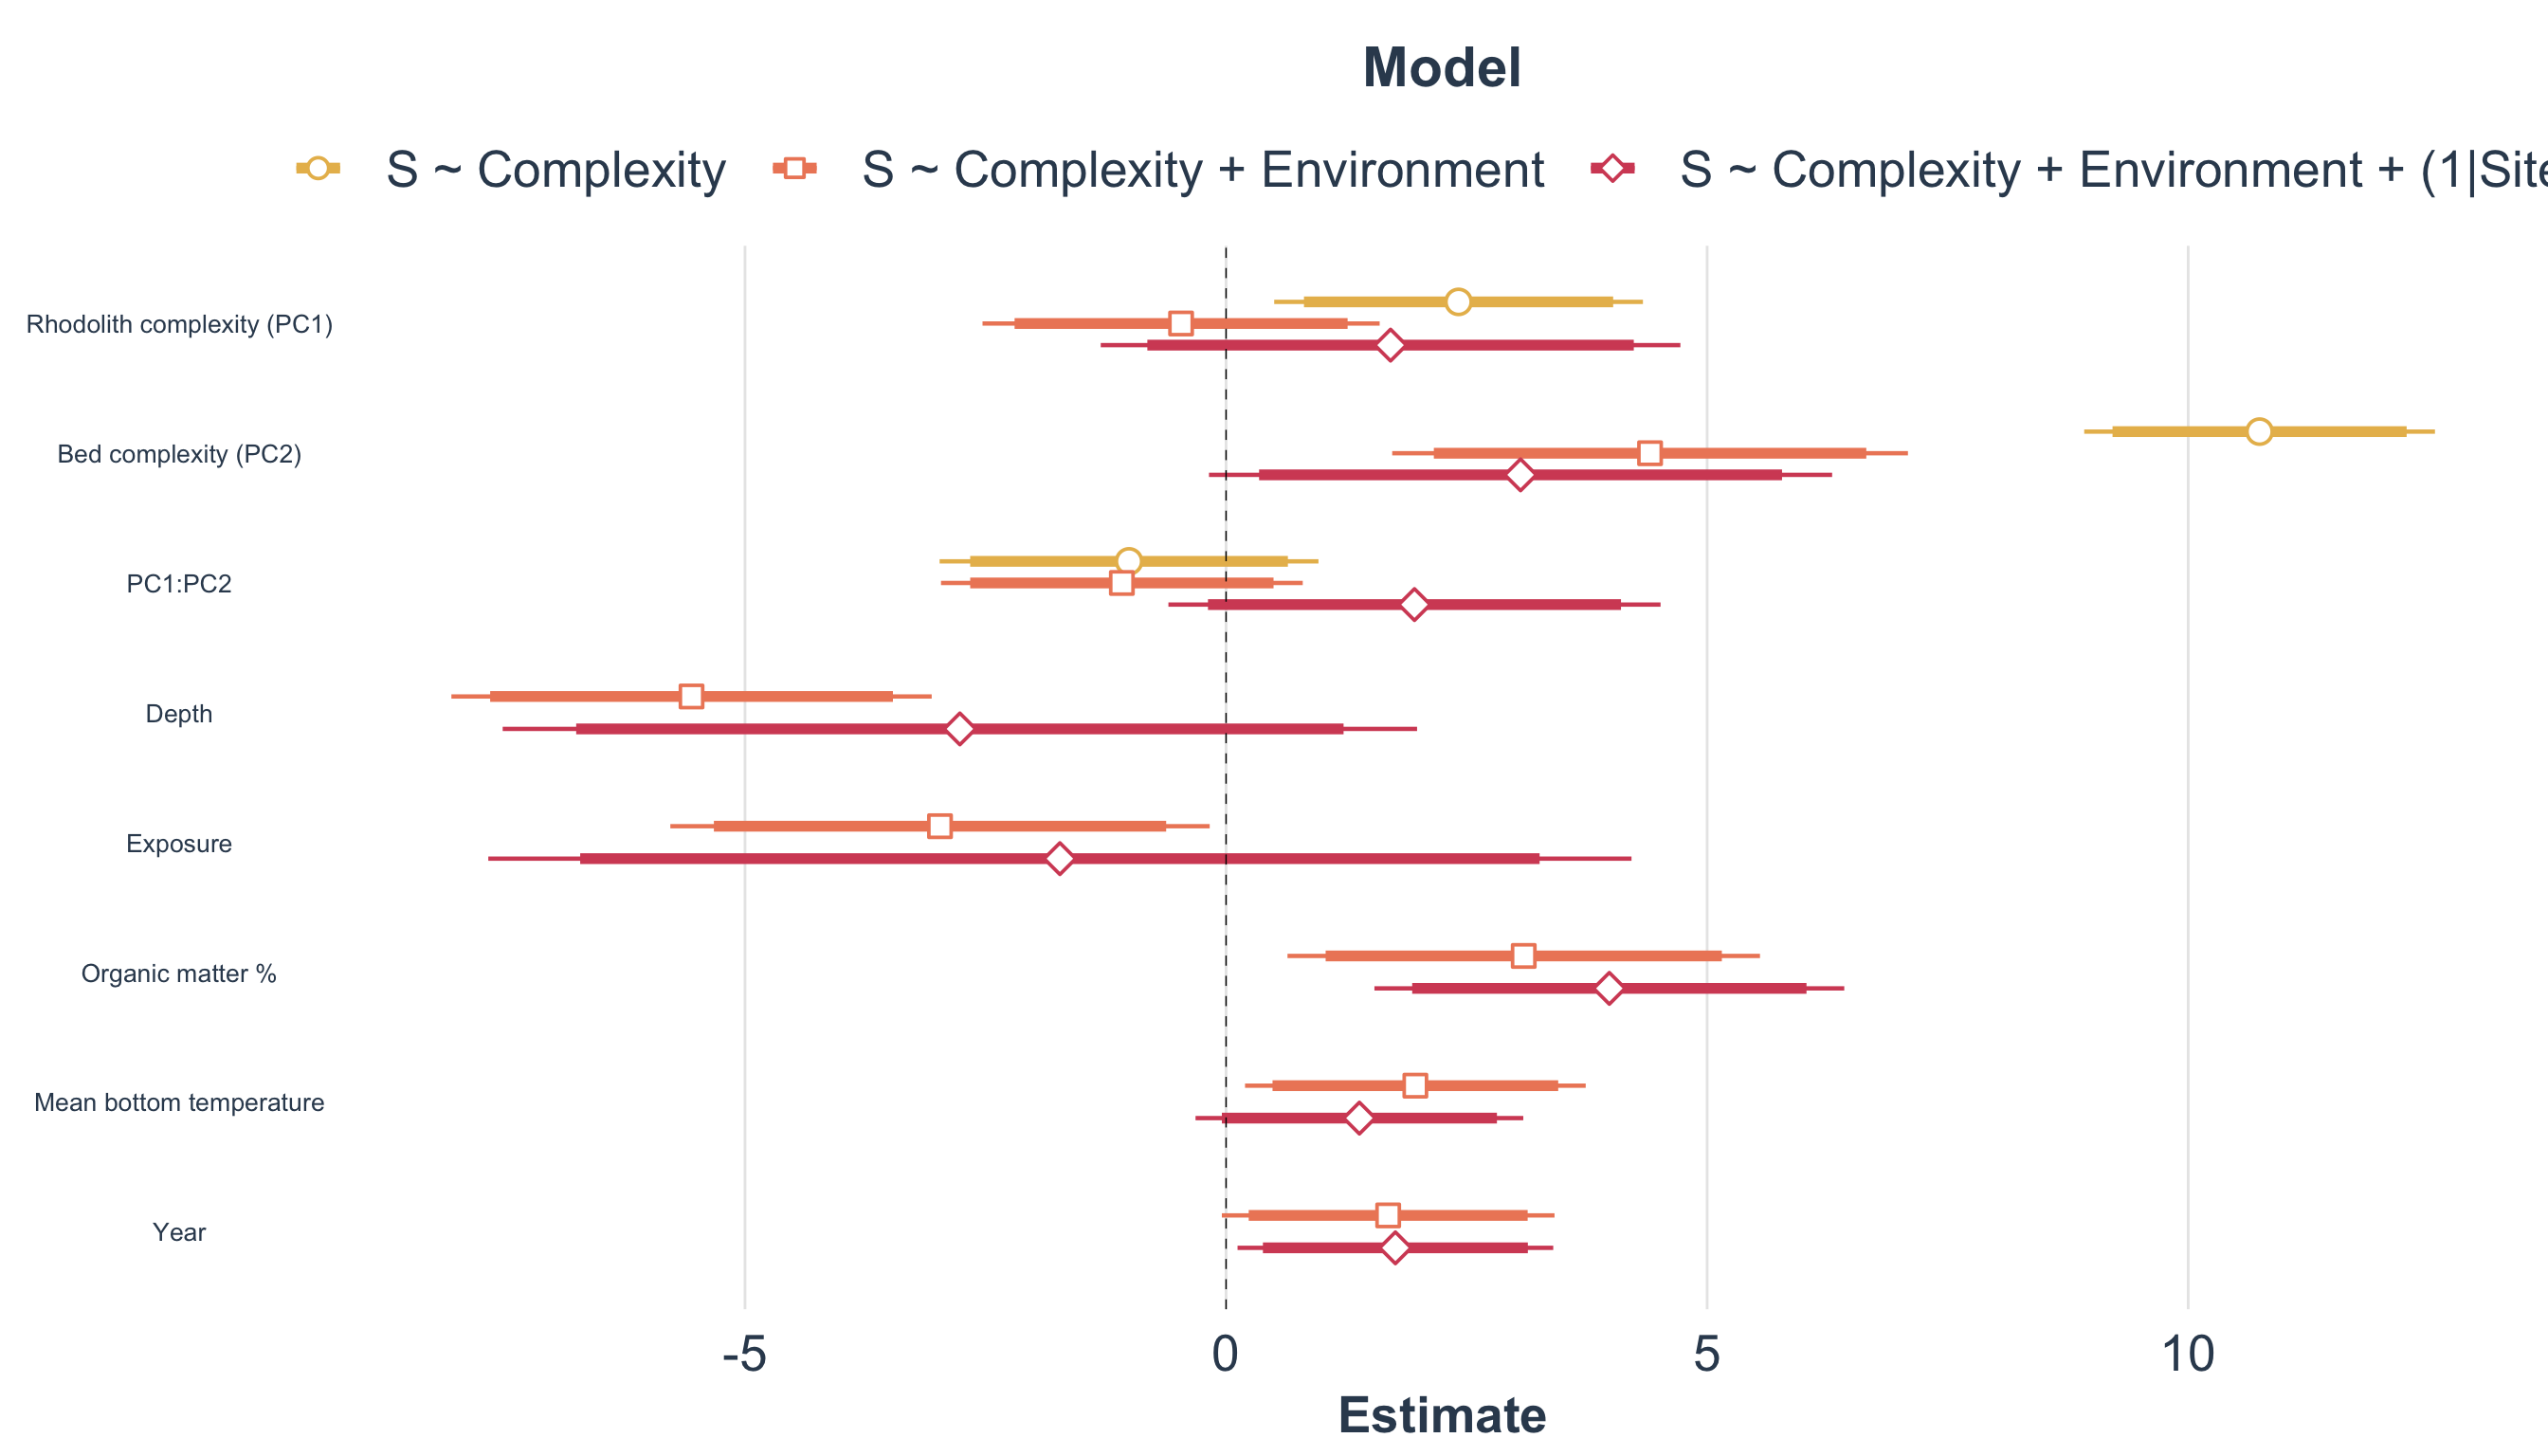 Model
S ~ Complexity S ~ Complexity + Environment S ~ Complexity + Environment + (1|Site
Rhodolith complexity (PC1)
Bed complexity (PC2)
PC1:PC2
Depth
Exposure
Organic matter %
Mean bottom temperature
Year
-5 0 5 10
Estimate